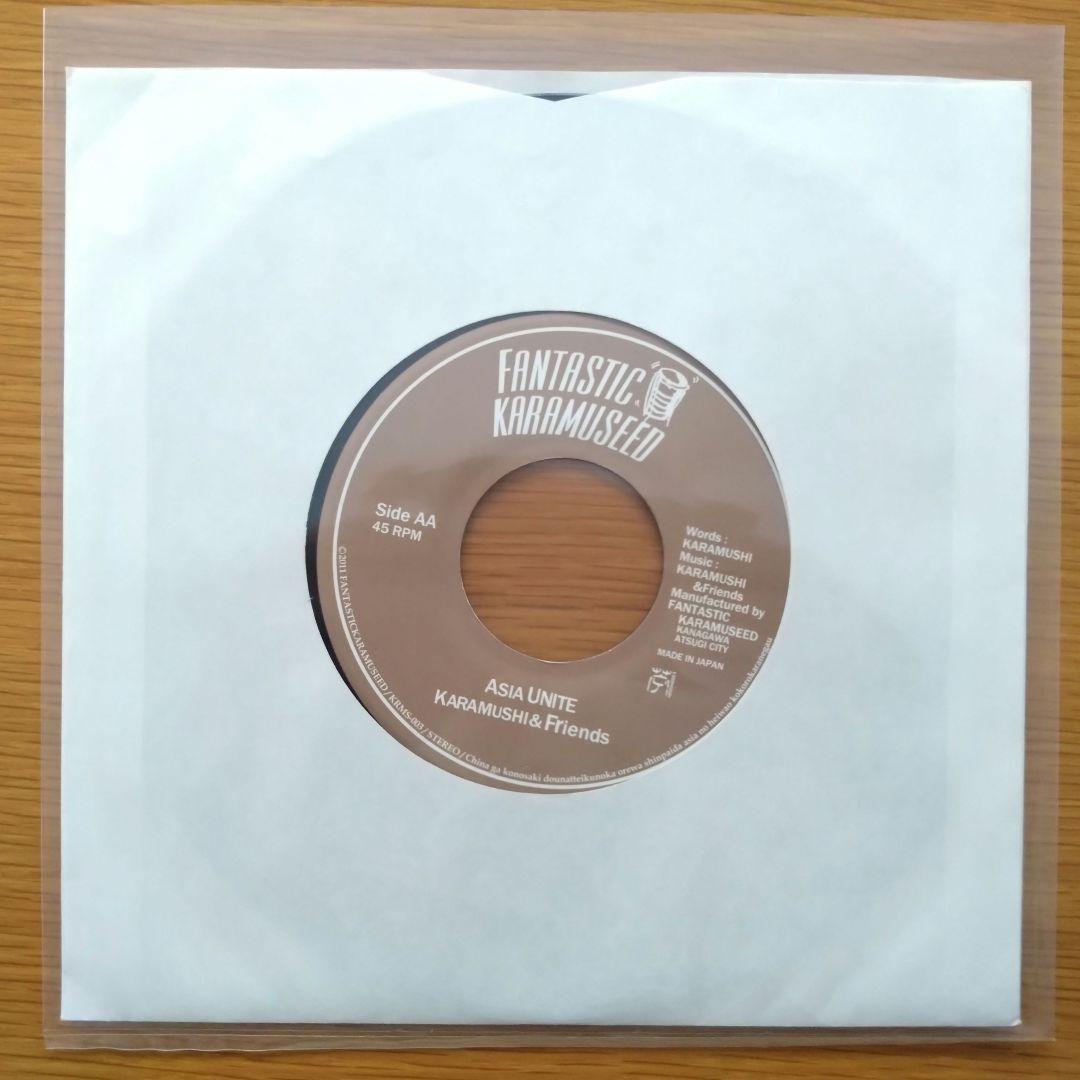 FANTASTIC
KARAMUSEED
Side AA
45 RPM
Words :
KARAMUSHI
Music :
KARAMUSHI
&Friends
Manufactured by
FANTASTIC
KARAMUSEED
KANAGAWA
ATSUGI CITY
MADE IN JAPAN
ASIA UNITE
KARAMUSHI & Friends
©2011 FANTASTICKARAMUSEED / KRMS-003 / STEREO / China ga konosaki dounatteikunoka orewa shinpaida asia no heiwao kokorokaranegau